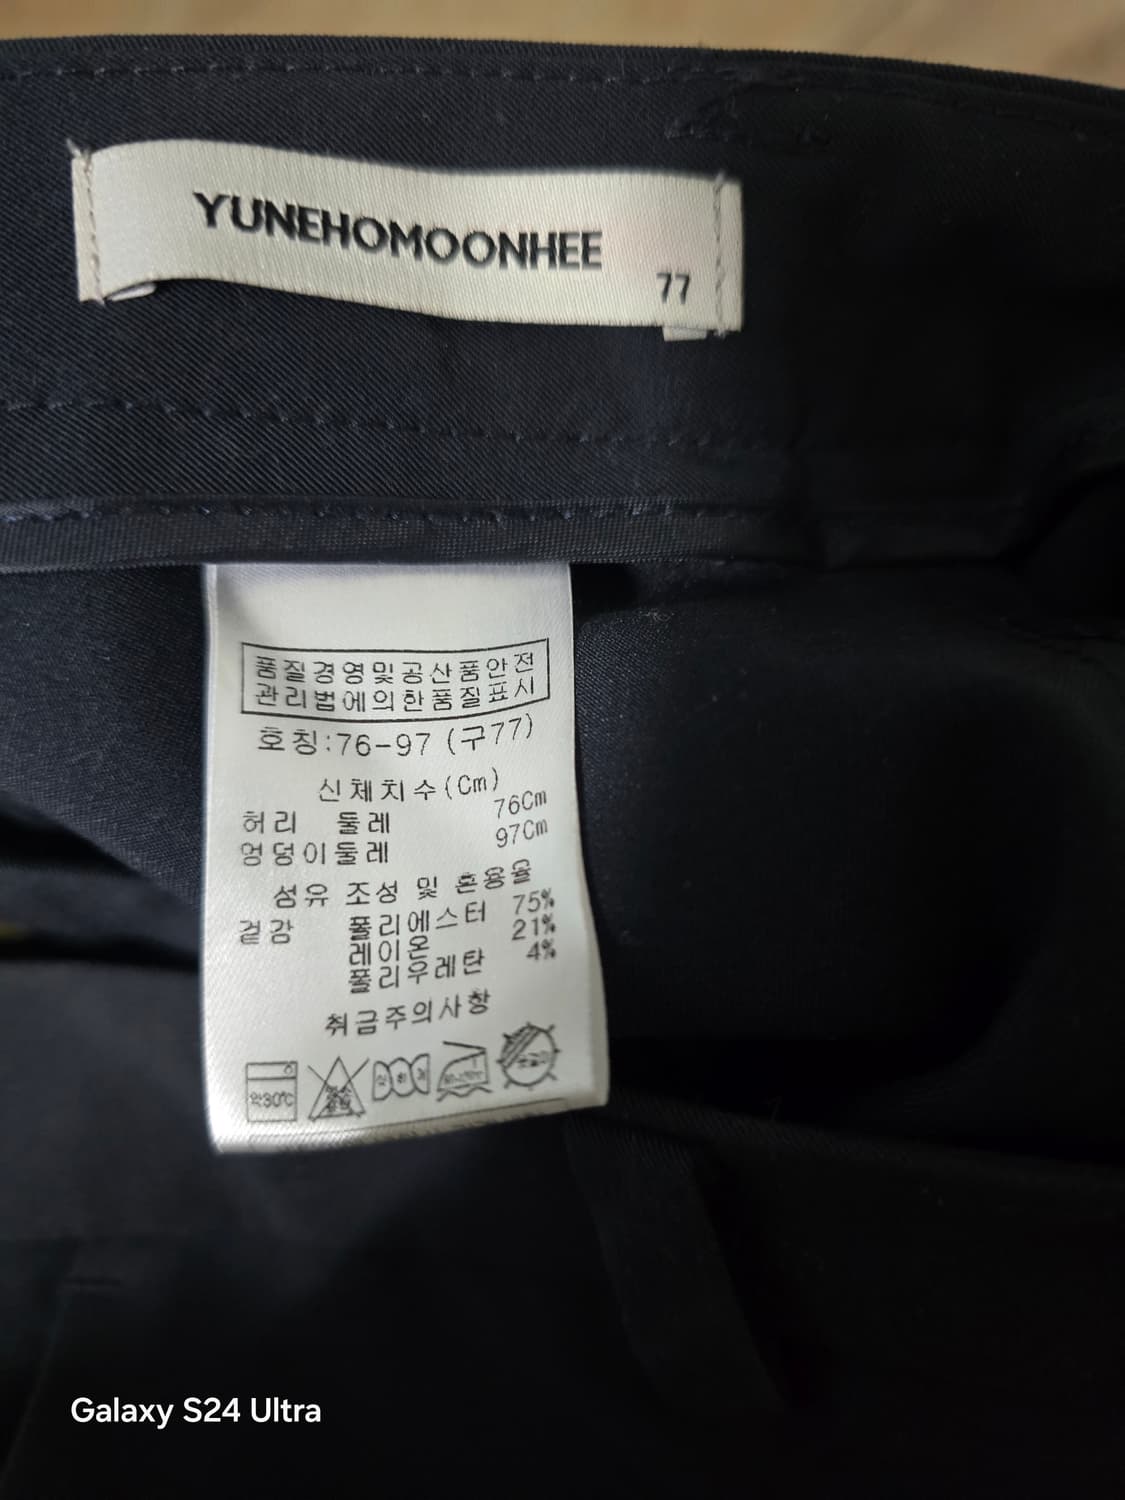 YUNEHOMOONHEE
77
품질경영및공산품안전
관리법에의한품질표시
호칭:76-97 (구77)
신체치수(Cm)
허리 둘레 76Cm
엉덩이둘레 97Cm
섬유 조성 및 혼용율
겉감 폴리에스터 75%
레이온 21%
폴리우레탄 4%
취급주의사항
약30℃
Galaxy S24 Ultra